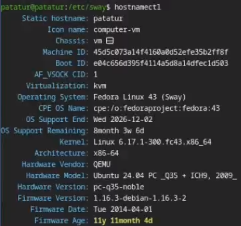 patatur@patatur:/etc/sway$ hostnamectl
Static hostname: patatur
Icon name: computer-vm
Chassis: vm
Machine ID: 45d5c073a14ff4160a0d52efe35b2ff8f
Boot ID: e04c656d395f4114a5d8a14dfec1d503
AF_VSOCK CID: 1
Virtualization: kvm
Operating System: Fedora Linux 43 (Sway)
CPE OS Name: cpe:/o:fedoraproject:fedora:43
OS Support End: Wed 2026-12-02
OS Support Remaining: 8month 3w 6d
Kernel: Linux 6.17.1-300.fc43.x86_64
Architecture: x86-64
Hardware Vendor: QEMU
Hardware Model: Ubuntu 24.04 PC _Q35 + ICH9, 2009_
Hardware Version: pc-q35-noble
Firmware Version: 1.16.3-debian-1.16.3-2
Firmware Date: Tue 2014-04-01
Firmware Age: 11y 11month 4d